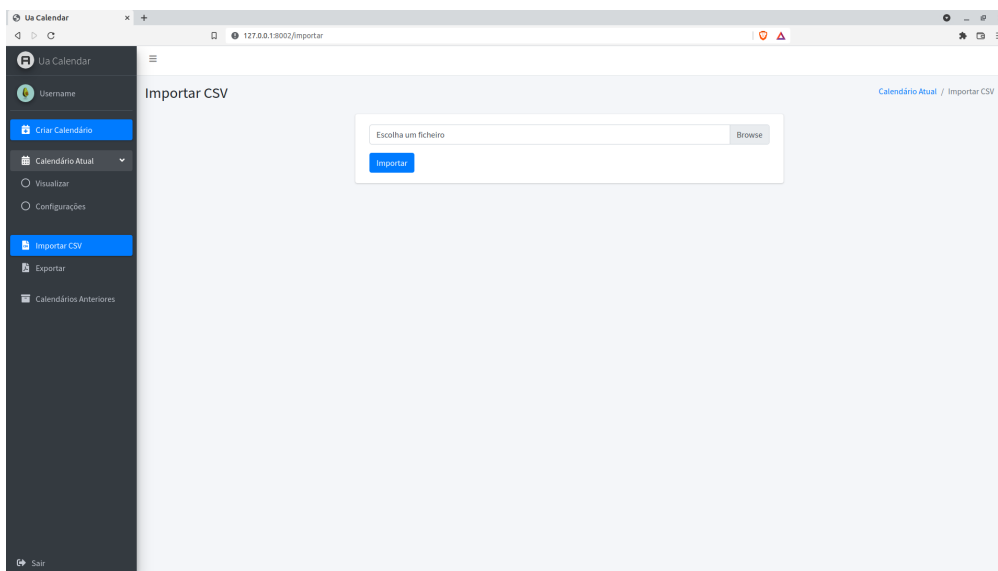 Ua Calendar
127.0.0.1:8002/importar
Ua Calendar
Username
Criar Calendário
Calendário Atual
Visualizar
Configurações
Importar CSV
Exportar
Calendários Anteriores
Sair
Importar CSV
Calendário Atual / Importar CSV
Escolha um ficheiro
Browse
Importar